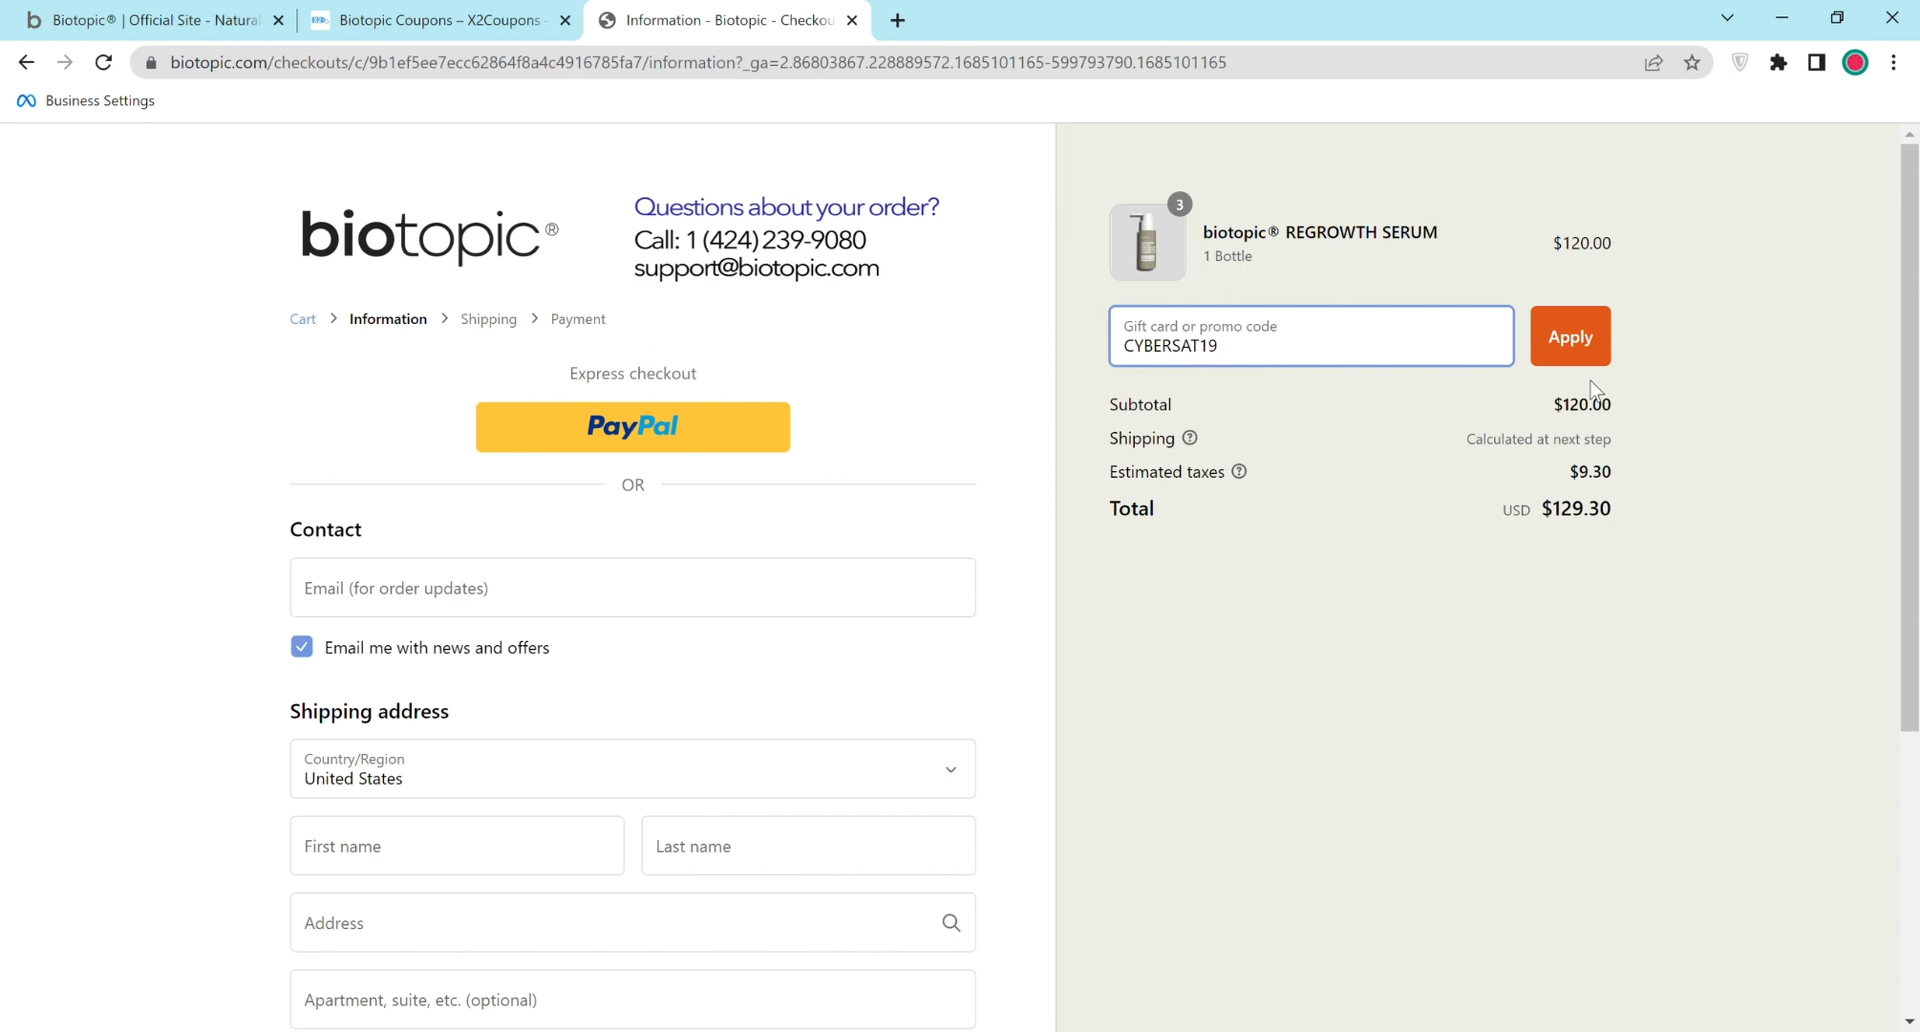 Biotopic® | Official Site - Natural
Biotopic Coupons – X2Coupons -
Information - Biotopic - Checkou
biotopic.com/checkouts/c/9b1ef5ee7ecc62864f8a4c4916785fa7/information?_ga=2.86803867.228889572.1685101165-599793790.1685101165
Business Settings
biotopic®
Questions about your order?
Call: 1 (424) 239-9080
support@biotopic.com
Cart > Information > Shipping > Payment
Express checkout
PayPal
OR
Contact
Email (for order updates)
Email me with news and offers
Shipping address
Country/Region
United States
First name
Last name
Address
Apartment, suite, etc. (optional)
3
biotopic® REGROWTH SERUM
1 Bottle
$120.00
Gift card or promo code
CYBERSAT19
Apply
Subtotal $120.00
Shipping Calculated at next step
Estimated taxes $9.30
Total USD $129.30